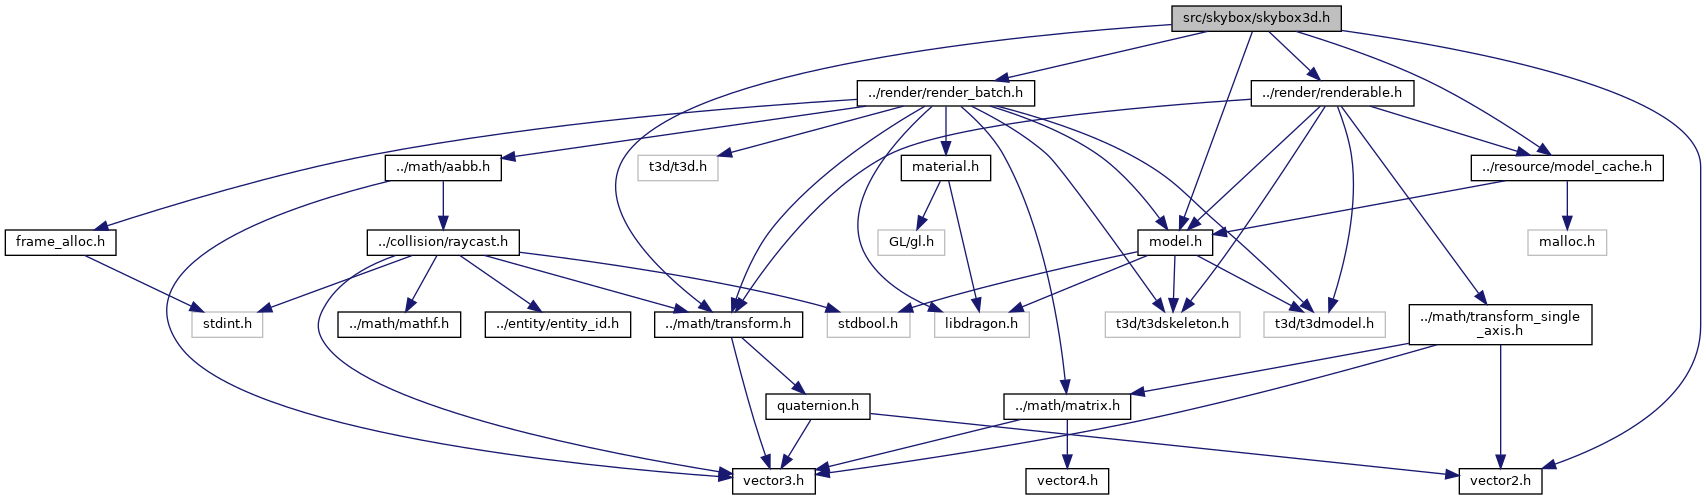 src/skybox/skybox3d.h
../render/render_batch.h
../render/renderable.h
../math/aabb.h
t3d/t3d.h
material.h
../resource/model_cache.h
frame_alloc.h
../collision/raycast.h
GL/gl.h
model.h
malloc.h
stdint.h
../math/mathf.h
../entity/entity_id.h
../math/transform.h
stdbool.h
libdragon.h
t3d/t3dskeleton.h
t3d/t3dmodel.h
../math/transform_single
_axis.h
quaternion.h
../math/matrix.h
vector3.h
vector4.h
vector2.h